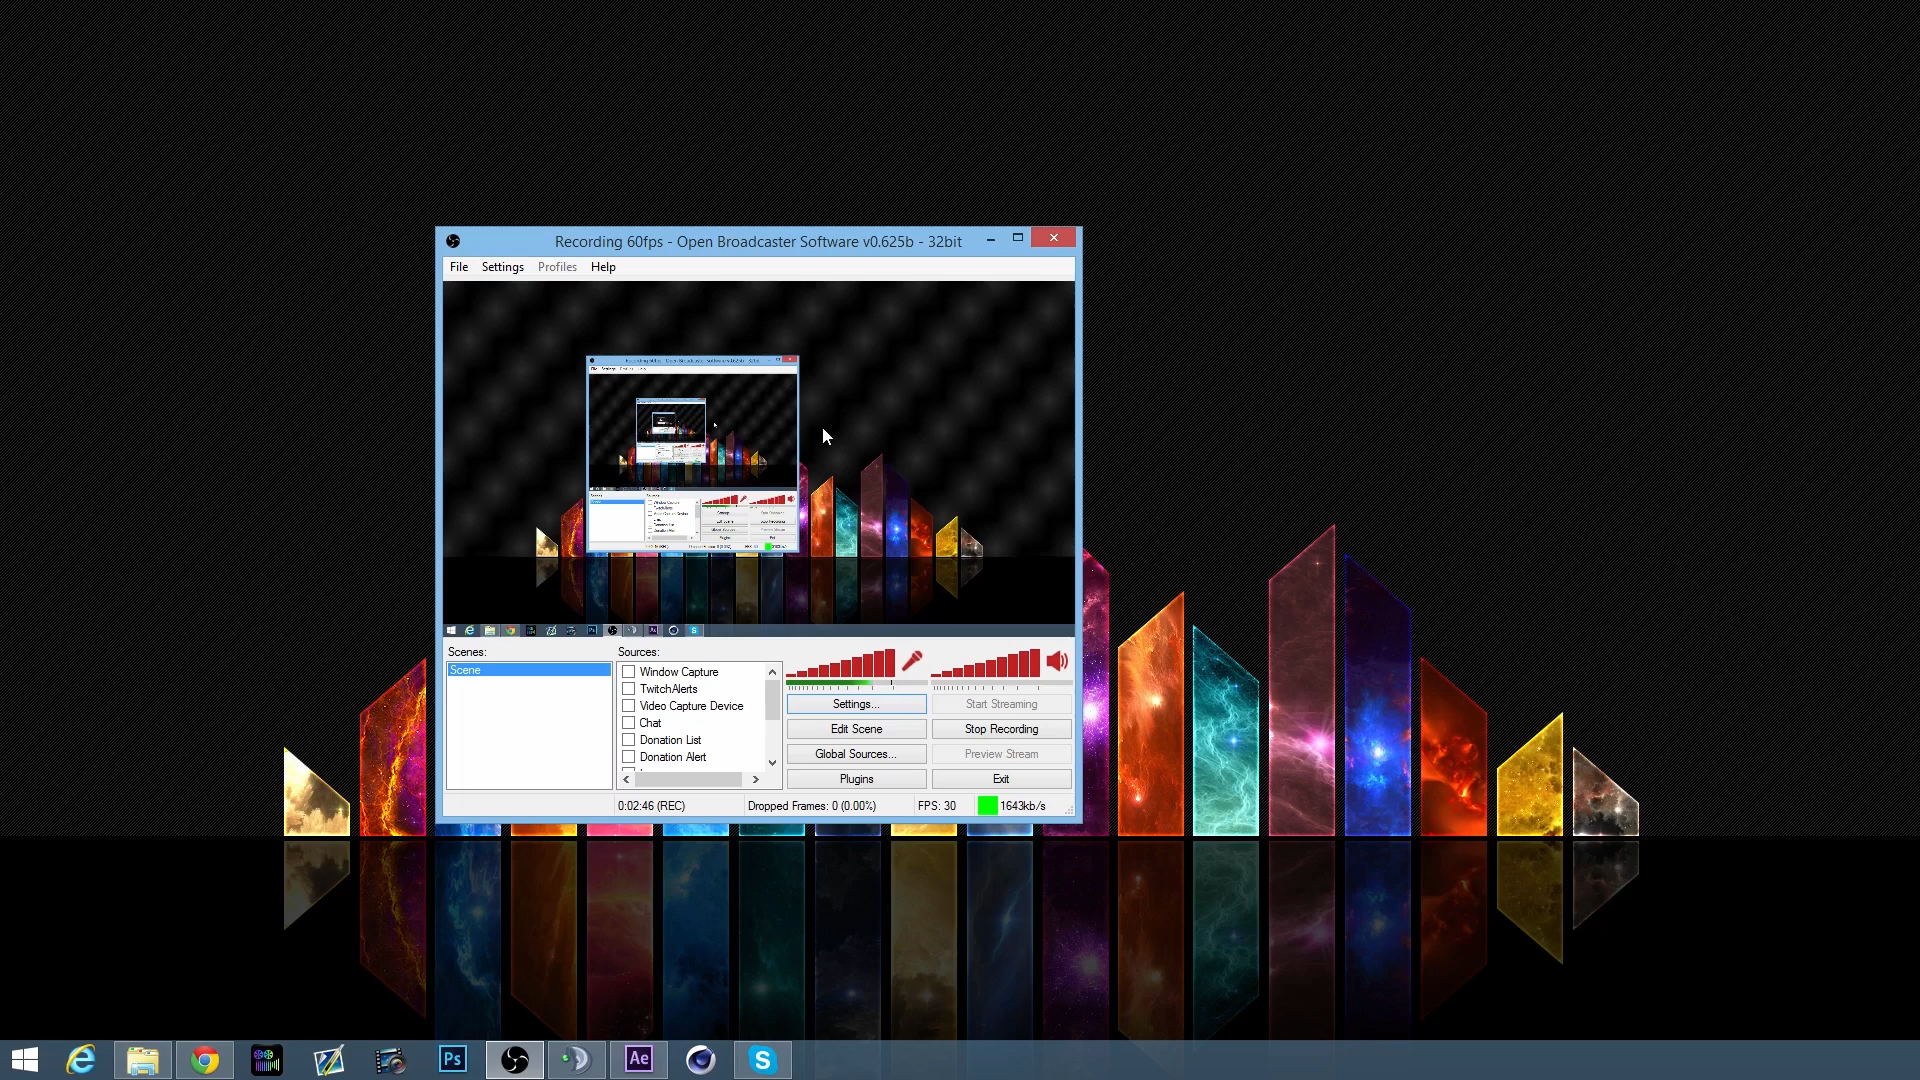 Recording 60fps - Open Broadcaster Software v0.625b - 32bit
File Settings Profiles Help
Scenes:
Scene
Sources:
Window Capture
TwitchAlerts
Video Capture Device
Chat
Donation List
Donation Alert
Settings...
Start Streaming
Edit Scene
Stop Recording
Global Sources...
Preview Stream
Plugins
Exit
0:02:46 (REC)
Dropped Frames: 0 (0.00%)
FPS: 30
1643kb/s
Ps
Ae